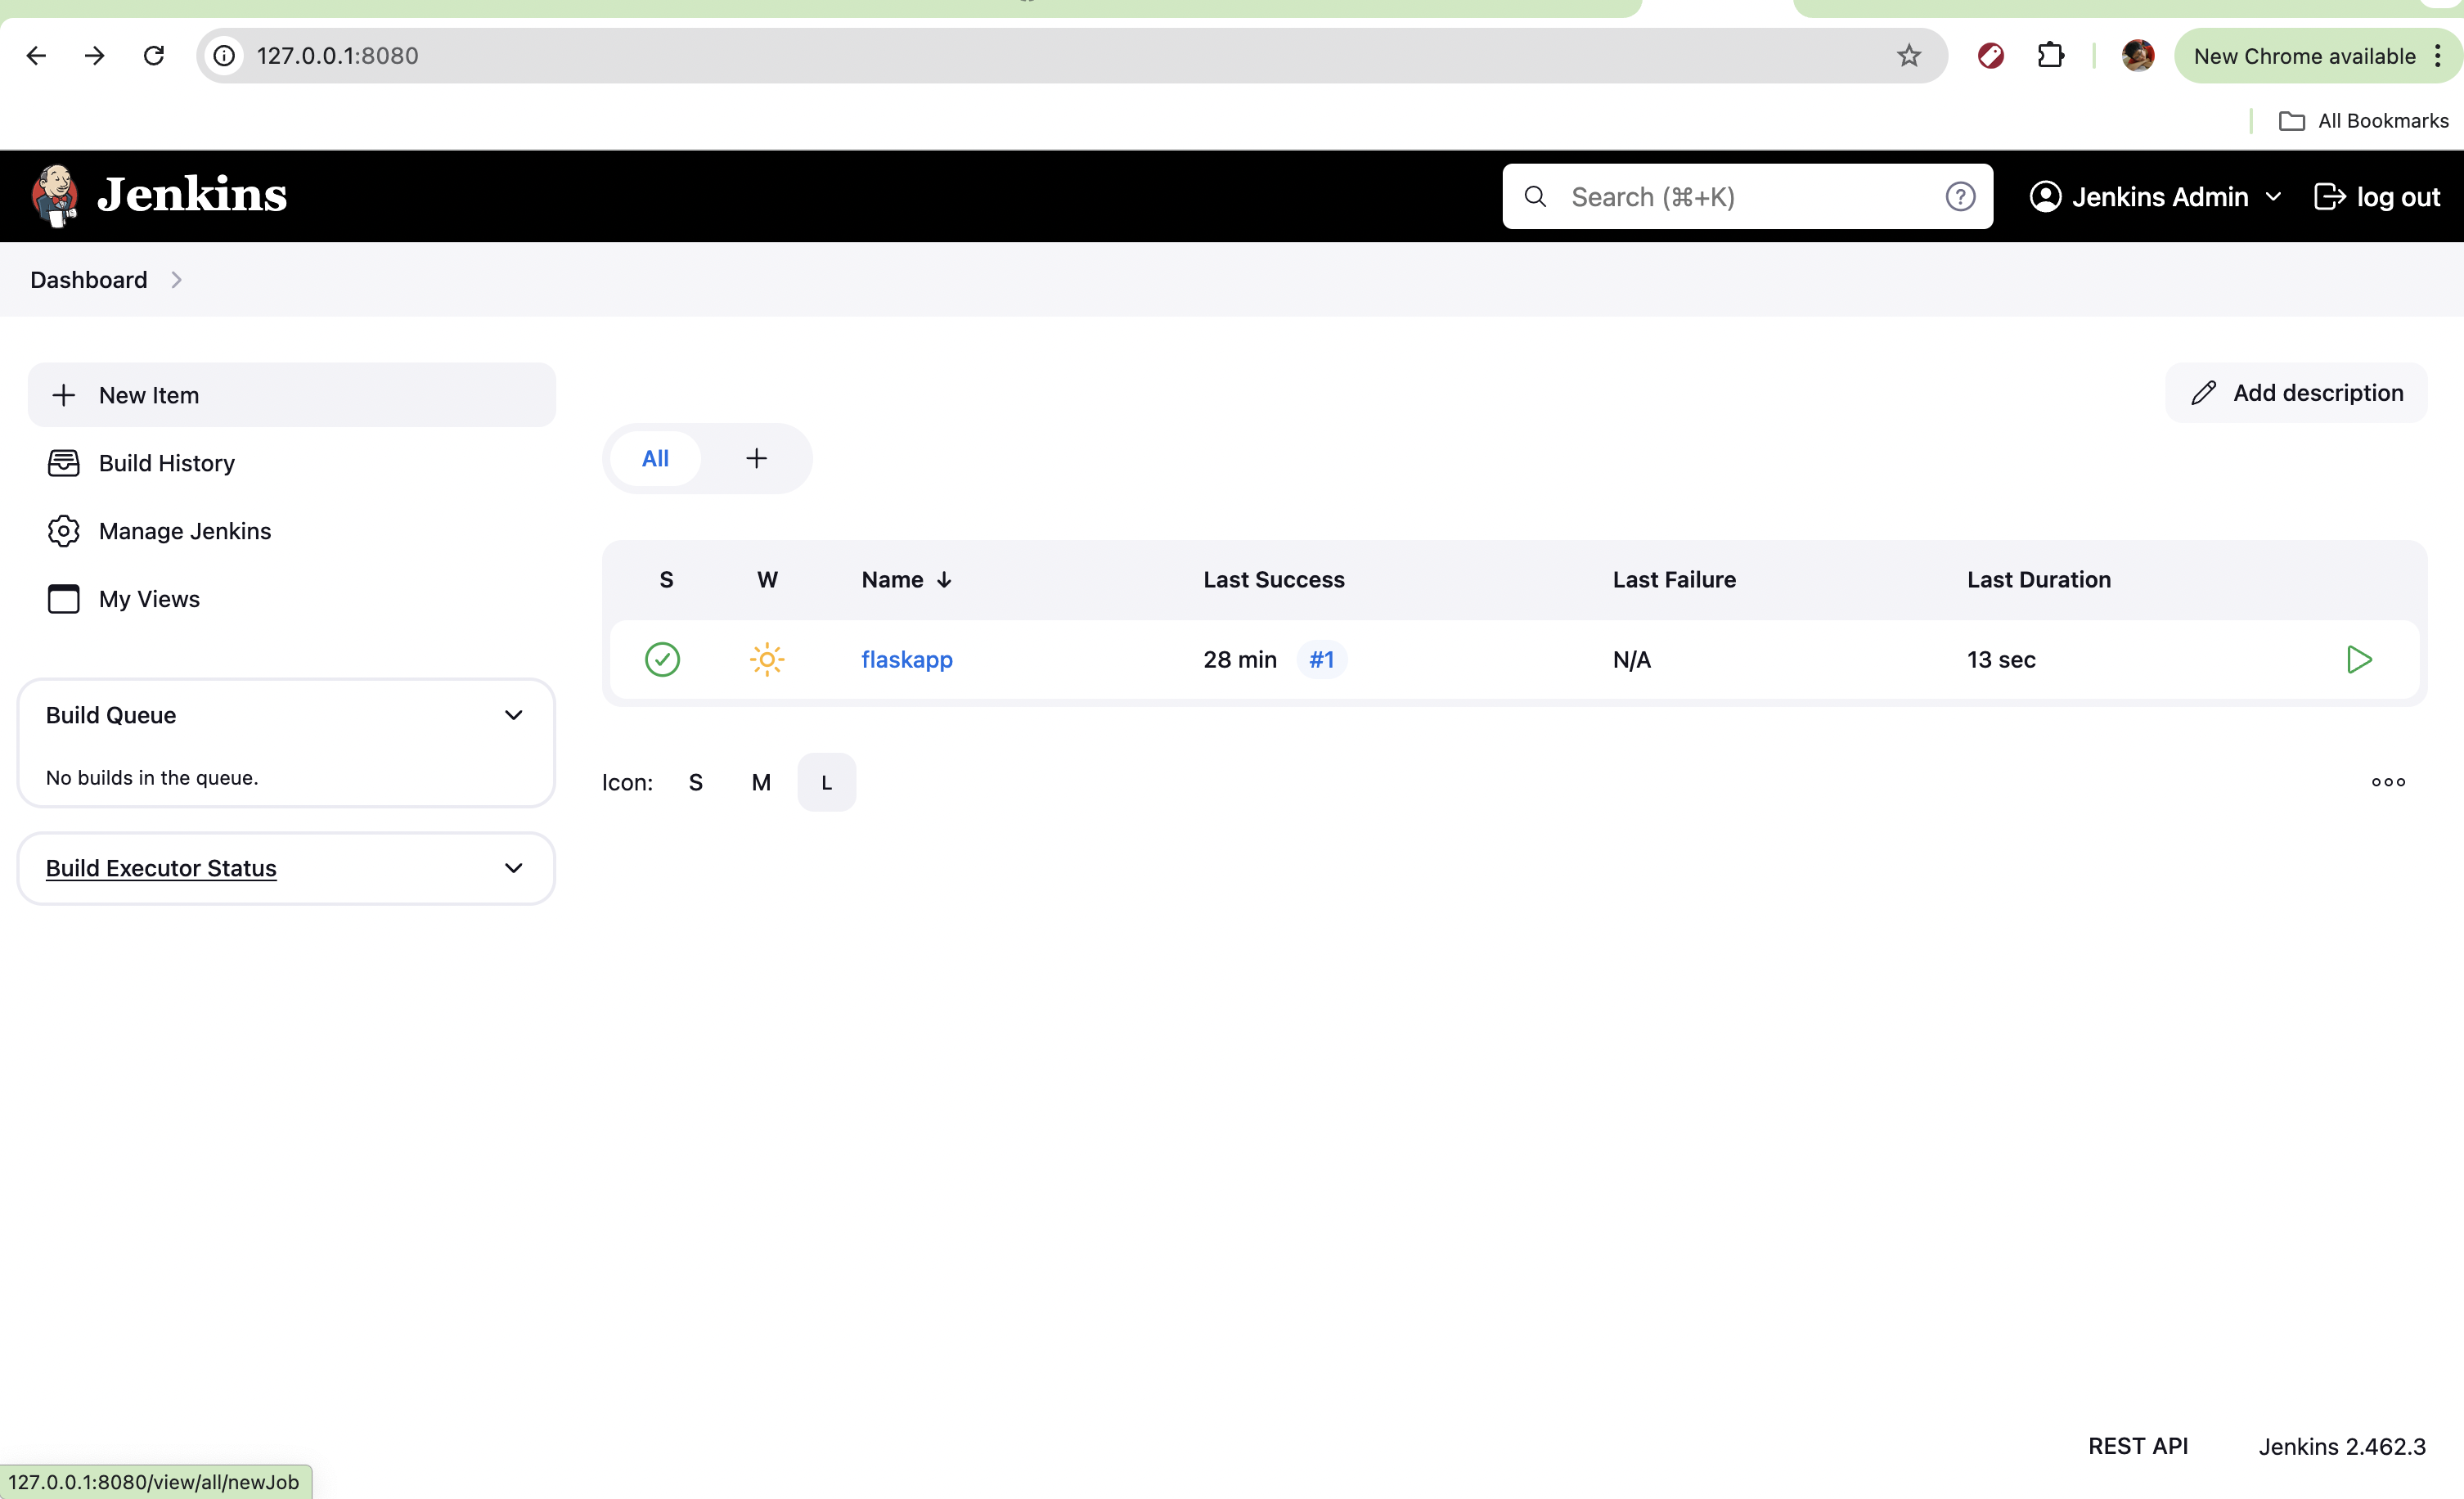 127.0.0.1:8080
New Chrome available
All Bookmarks
Jenkins
Search (⌘+K)
Jenkins Admin
log out
Dashboard
New Item
Build History
Manage Jenkins
My Views
Build Queue
No builds in the queue.
Build Executor Status
Add description
All +
S W Name ↓ Last Success Last Failure Last Duration
flaskapp 28 min #1 N/A 13 sec
Icon: S M L
REST API Jenkins 2.462.3
127.0.0.1:8080/view/all/newJob